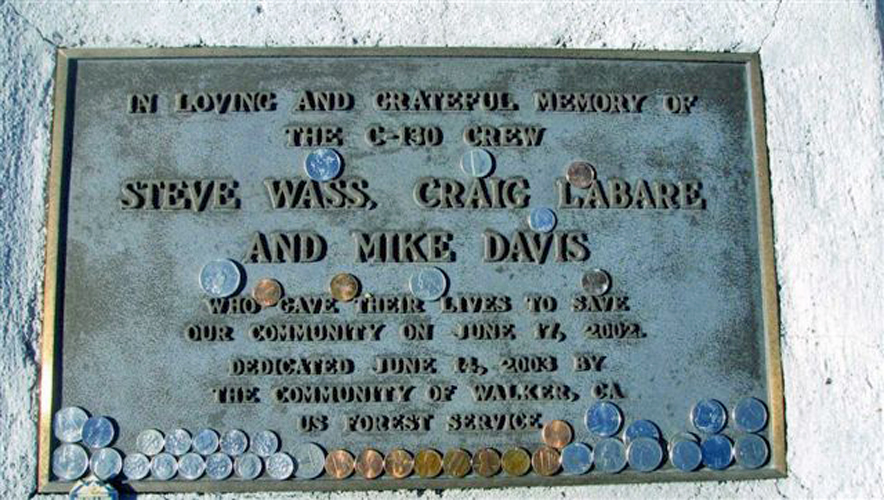 IN LOVING AND GRATEFUL MEMORY OF
THE C-130 CREW
STEVE WASS, CRAIG LABARE
AND MIKE DAVIS
WHO GAVE THEIR LIVES TO SAVE
OUR COMMUNITY ON JUNE 17, 2002.
DEDICATED JUNE 14, 2003 BY
THE COMMUNITY OF WALKER, CA
US FOREST SERVICE